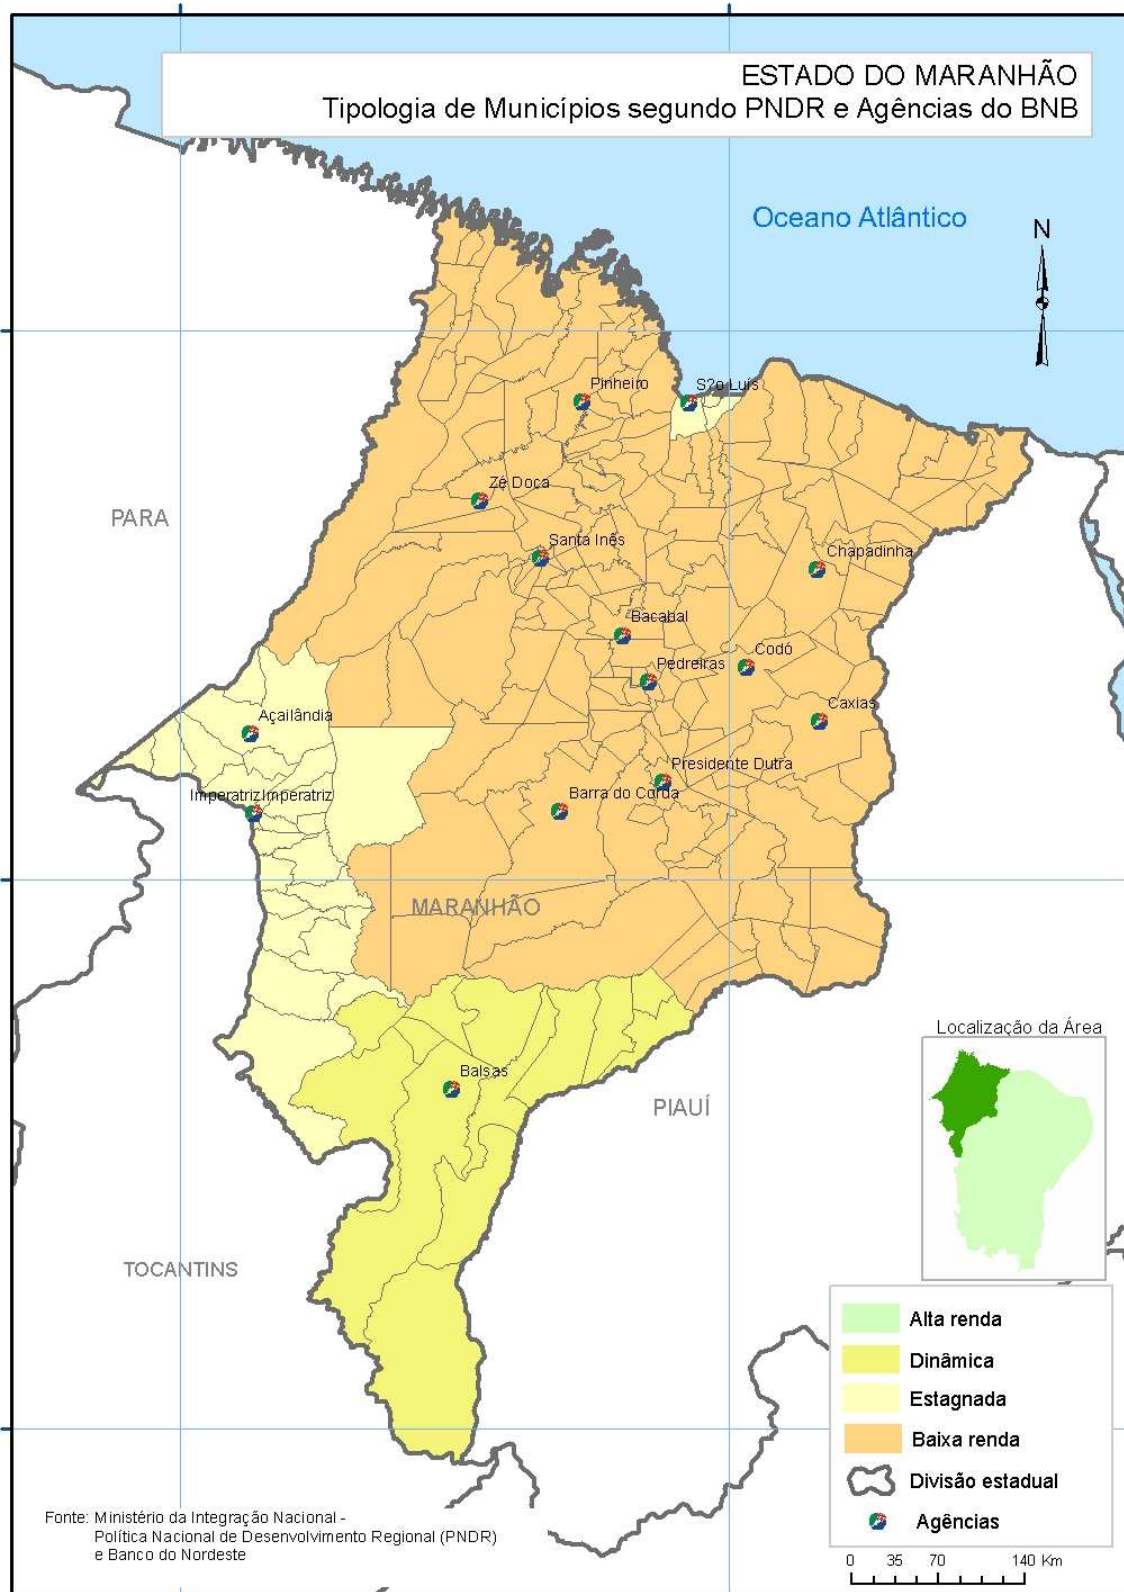 ESTADO DO MARANHÃO
Tipologia de Municípios segundo PNDR e Agências do BNB
Oceano Atlântico
N
Pinheiro
S?o Luís
Zé Doca
PARA
Santa Inês
Chapadinha
Bacabal
Pedreiras
Codó
Caxias
Açailândia
Presidente Dutra
Imperatriz Imperatriz
Barra do Corda
MARANHÃO
Localização da Área
Balsas
PIAUÍ
TOCANTINS
Alta renda
Dinâmica
Estagnada
Baixa renda
Divisão estadual
Agências
Fonte: Ministério da Integração Nacional -
Política Nacional de Desenvolvimento Regional (PNDR)
e Banco do Nordeste
0 35 70 140 Km